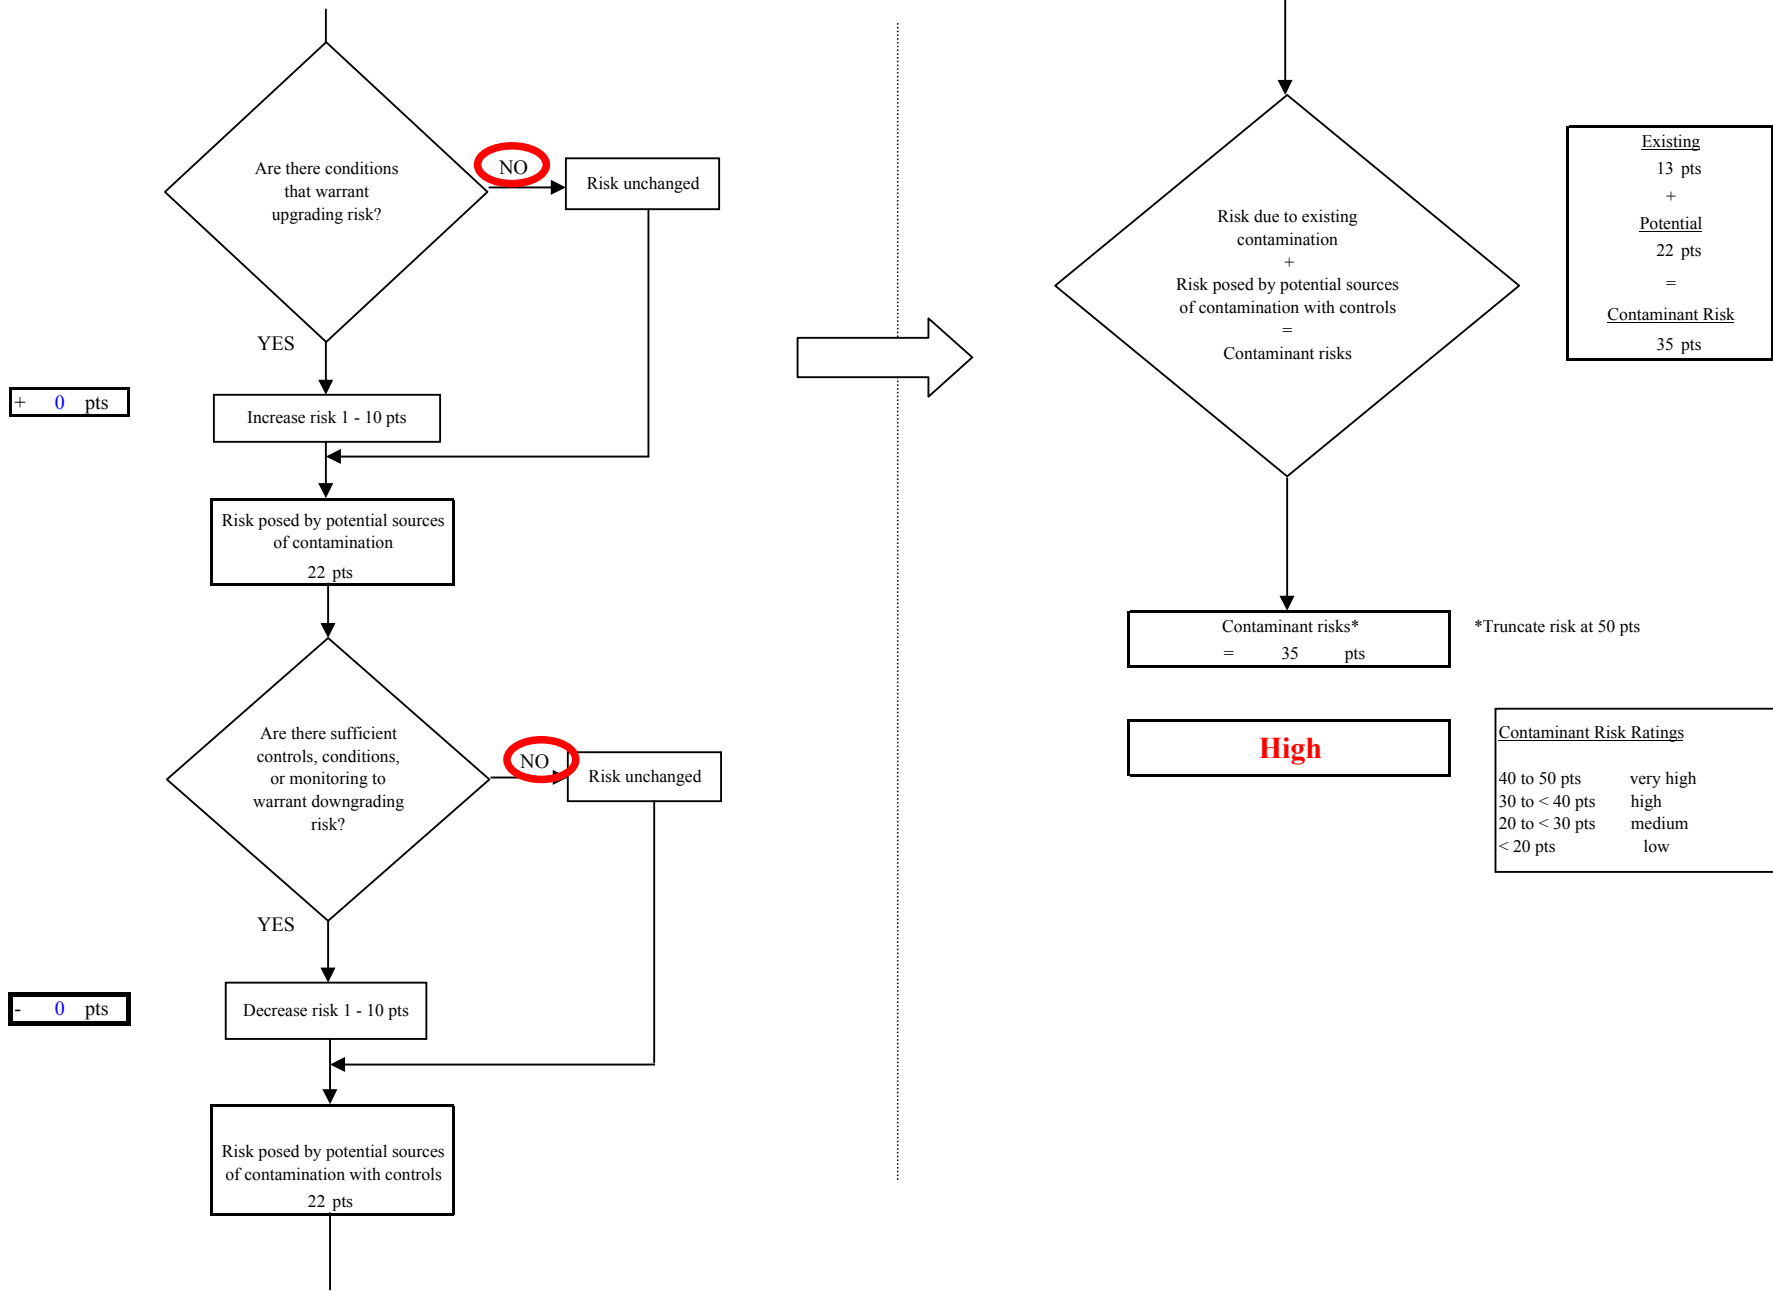 Are there conditions
that warrant
upgrading risk?
NO
Risk unchanged
YES
+ 0 pts
Increase risk 1 - 10 pts
Risk posed by potential sources
of contamination
22 pts
Are there sufficient
controls, conditions,
or monitoring to
warrant downgrading
risk?
NO
Risk unchanged
YES
- 0 pts
Decrease risk 1 - 10 pts
Risk posed by potential sources
of contamination with controls
22 pts
Risk due to existing
contamination
+
Risk posed by potential sources
of contamination with controls
=
Contaminant risks
Existing
13 pts
+
Potential
22 pts
=
Contaminant Risk
35 pts
Contaminant risks*
= 35 pts
*Truncate risk at 50 pts
High
Contaminant Risk Ratings
40 to 50 pts very high
30 to < 40 pts high
20 to < 30 pts medium
< 20 pts low